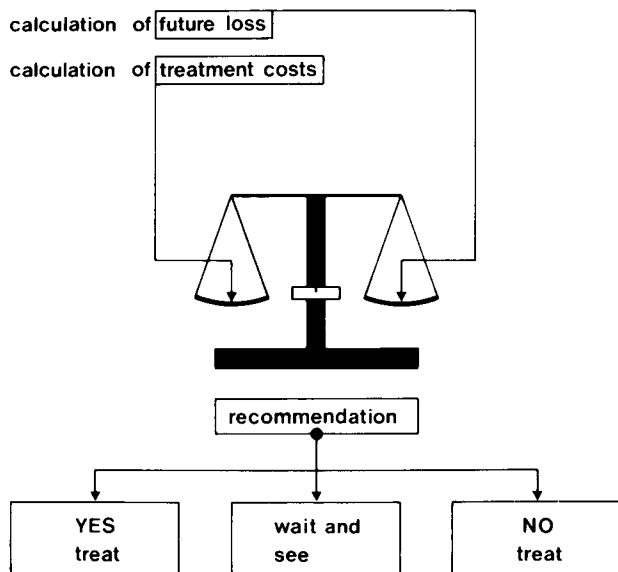 calculation of future loss
calculation of treatment costs
recommendation
YES
treat
wait and
see
NO
treat